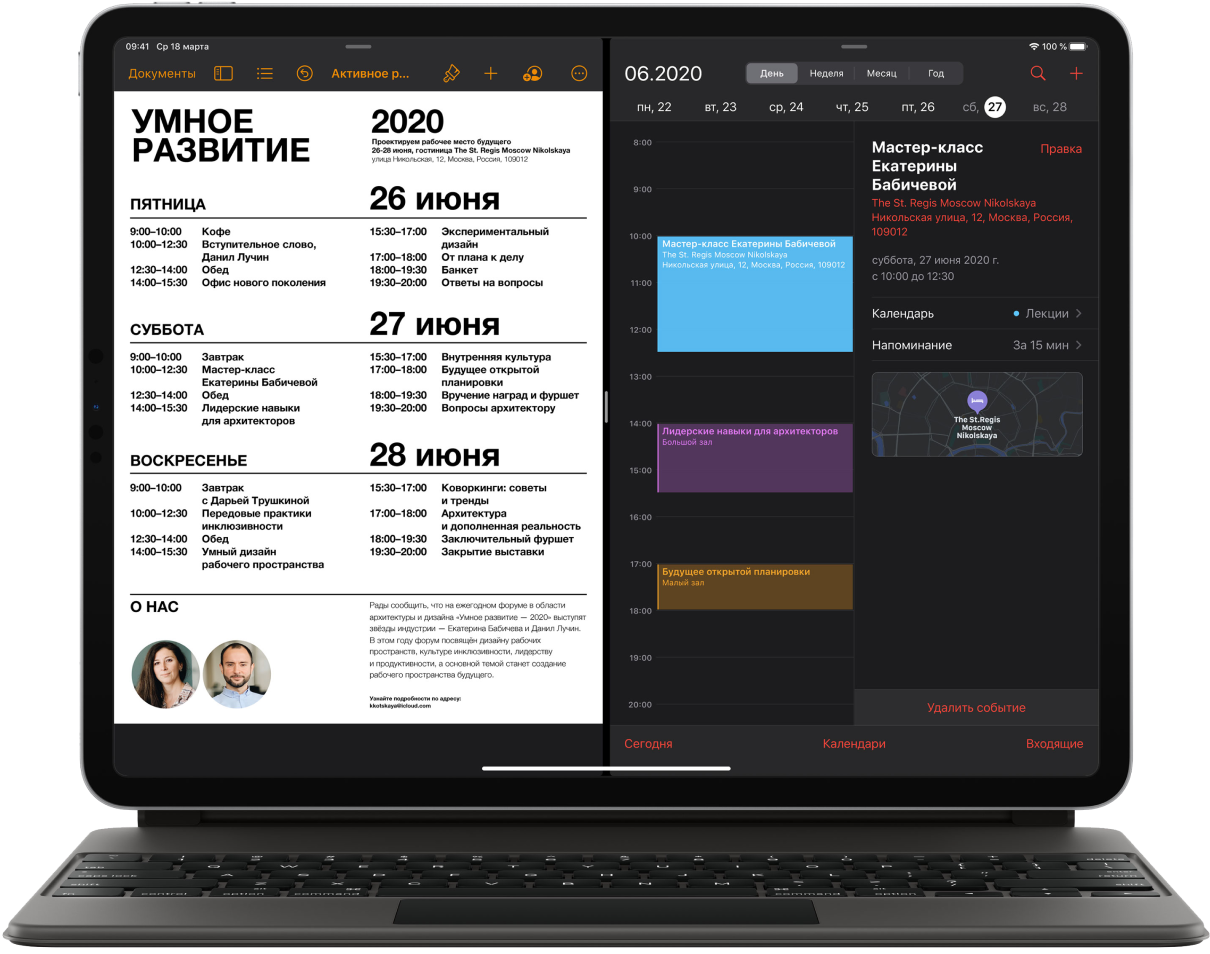 09:41 Ср 18 марта
Документы
Активное р...
УМНОЕ
РАЗВИТИЕ
2020
Проектируем рабочее место будущего
26-28 июня, гостиница The St. Regis Moscow Nikolskaya
улица Никольская, 12, Москва, Россия, 109012
ПЯТНИЦА
26 июня
9:00–10:00 Кофе
10:00–12:30 Вступительное слово,
Данил Лучин
12:30–14:00 Обед
14:00–15:30 Офис нового поколения
15:30–17:00 Экспериментальный
дизайн
17:00–18:00 От плана к делу
18:00–19:30 Банкет
19:30–20:00 Ответы на вопросы
СУББОТА
27 июня
9:00–10:00 Завтрак
10:00–12:30 Мастер-класс
Екатерины Бабичевой
12:30–14:00 Обед
14:00–15:30 Лидерские навыки
для архитекторов
15:30–17:00 Внутренняя культура
17:00–18:00 Будущее открытой
планировки
18:00–19:30 Вручение наград и фуршет
19:30–20:00 Вопросы архитектору
ВОСКРЕСЕНЬЕ
28 июня
9:00–10:00 Завтрак
с Дарьей Трушкиной
10:00–12:30 Передовые практики
инклюзивности
12:30–14:00 Обед
14:00–15:30 Умный дизайн
рабочего пространства
15:30–17:00 Коворкинги: советы
и тренды
17:00–18:00 Архитектура
и дополненная реальность
18:00–19:30 Заключительный фуршет
19:30–20:00 Закрытие выставки
О НАС
Рады сообщить, что на ежегодном форуме в области
архитектуры и дизайна «Умное развитие — 2020» выступят
звёзды индустрии — Екатерина Бабичева и Данил Лучин.
В этом году форум посвящён дизайну рабочих
пространств, культуре инклюзивности, лидерству
и продуктивности, а основной темой станет создание
рабочего пространства будущего.
Узнайте подробности по адресу:
kkotskaya@icloud.com
100 %
06.2020
День Неделя Месяц Год
пн, 22 вт, 23 ср, 24 чт, 25 пт, 26 сб, 27 вс, 28
8:00
9:00
10:00
11:00
12:00
13:00
14:00
15:00
16:00
17:00
18:00
19:00
20:00
Мастер-класс Екатерины Бабичевой
The St. Regis Moscow Nikolskaya
Никольская улица, 12, Москва, Россия, 109012
Лидерские навыки для архитекторов
Большой зал
Будущее открытой планировки
Малый зал
Мастер-класс
Екатерины
Бабичевой
Правка
The St. Regis Moscow Nikolskaya
Никольская улица, 12, Москва, Россия,
109012
суббота, 27 июня 2020 г.
с 10:00 до 12:30
Календарь Лекции
Напоминание За 15 мин
The St.Regis
Moscow
Nikolskaya
Удалить событие
Сегодня Календари Входящие
tab Q W E R T Y U I O P delete
caps lock A S D F G H J K L return
shift Z X C V B N M shift
fn control option command command option